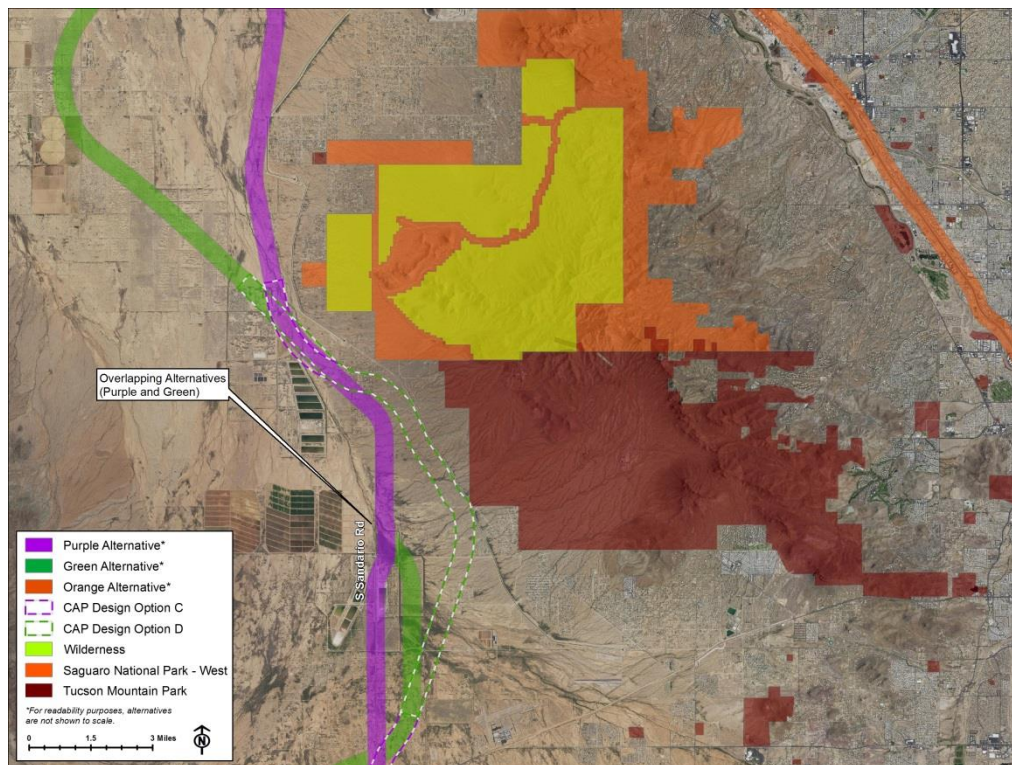 Overlapping Alternatives
(Purple and Green)
S Sandario Rd
Purple Alternative*
Green Alternative*
Orange Alternative*
CAP Design Option C
CAP Design Option D
Wilderness
Saguaro National Park - West
Tucson Mountain Park
*For readability purposes, alternatives
are not shown to scale.
0 1.5 3 Miles
N